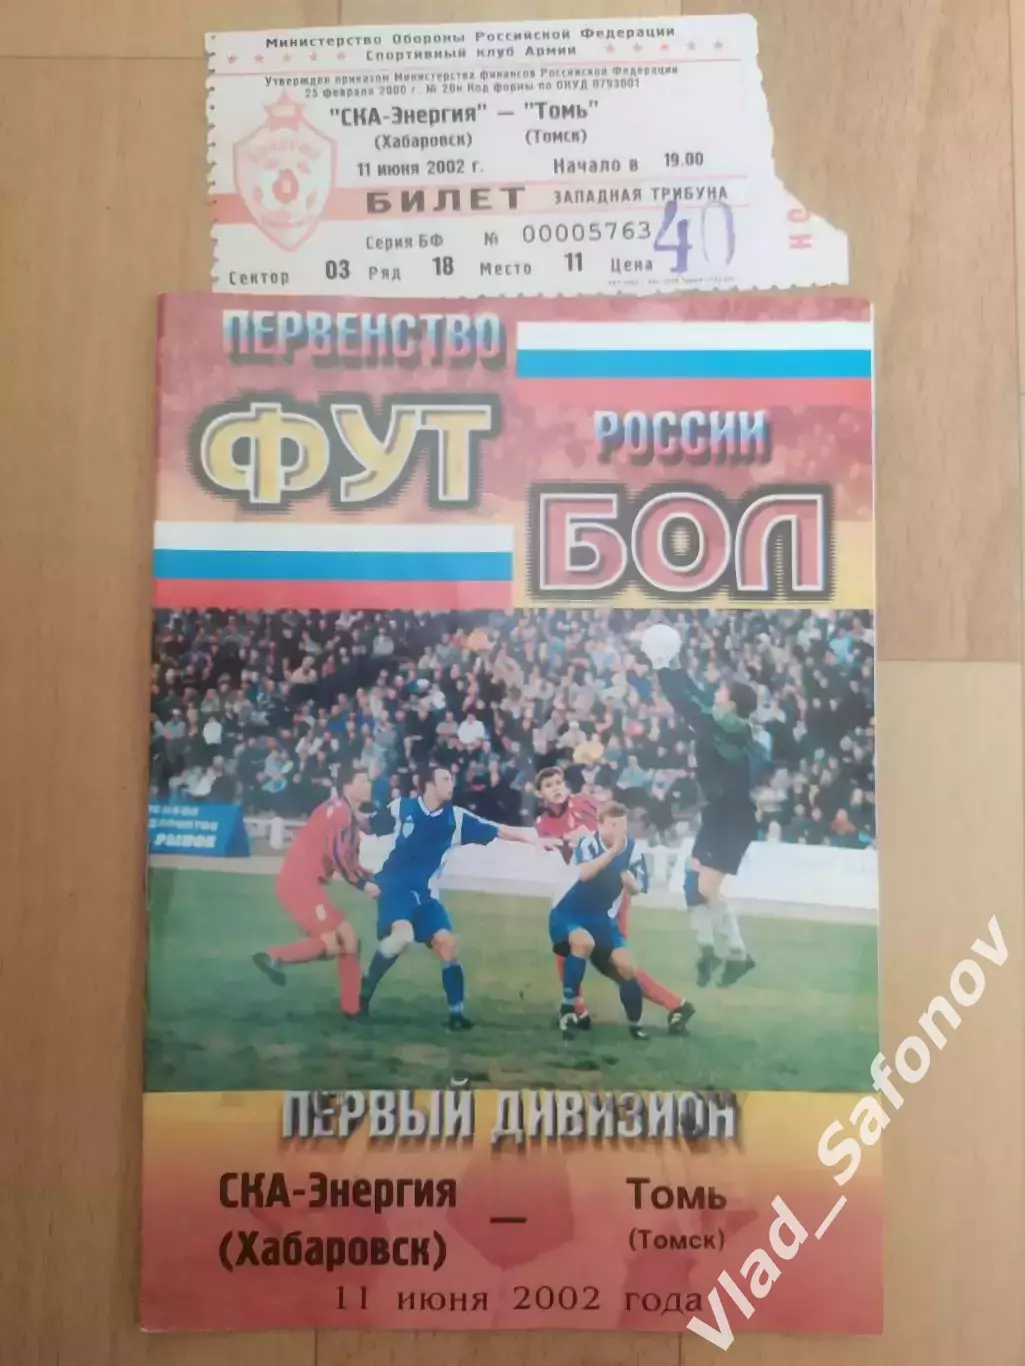 Министерство Обороны Российской Федерации
Спортивный клуб Армии
Утвержден приказом Министерства финансов Российской Федерации
25 февраля 2000 г. № 20н Код формы по ОКУД 0793001
"СКА-Энергия" — "Томь"
(Хабаровск) (Томск)
11 июня 2002 г. Начало в 19.00
БИЛЕТ ЗАПАДНАЯ ТРИБУНА
Серия БФ № 00005763
Сектор 03 Ряд 18 Место 11 Цена 40
ПЕРВЕНСТВО
ФУТ
РОССИИ
БОЛ
РЫНОК
ПЕРВЫЙ ДИВИЗИОН
СКА-Энергия — Томь
(Хабаровск) (Томск)
11 июня 2002 года
Vlad_Safonov